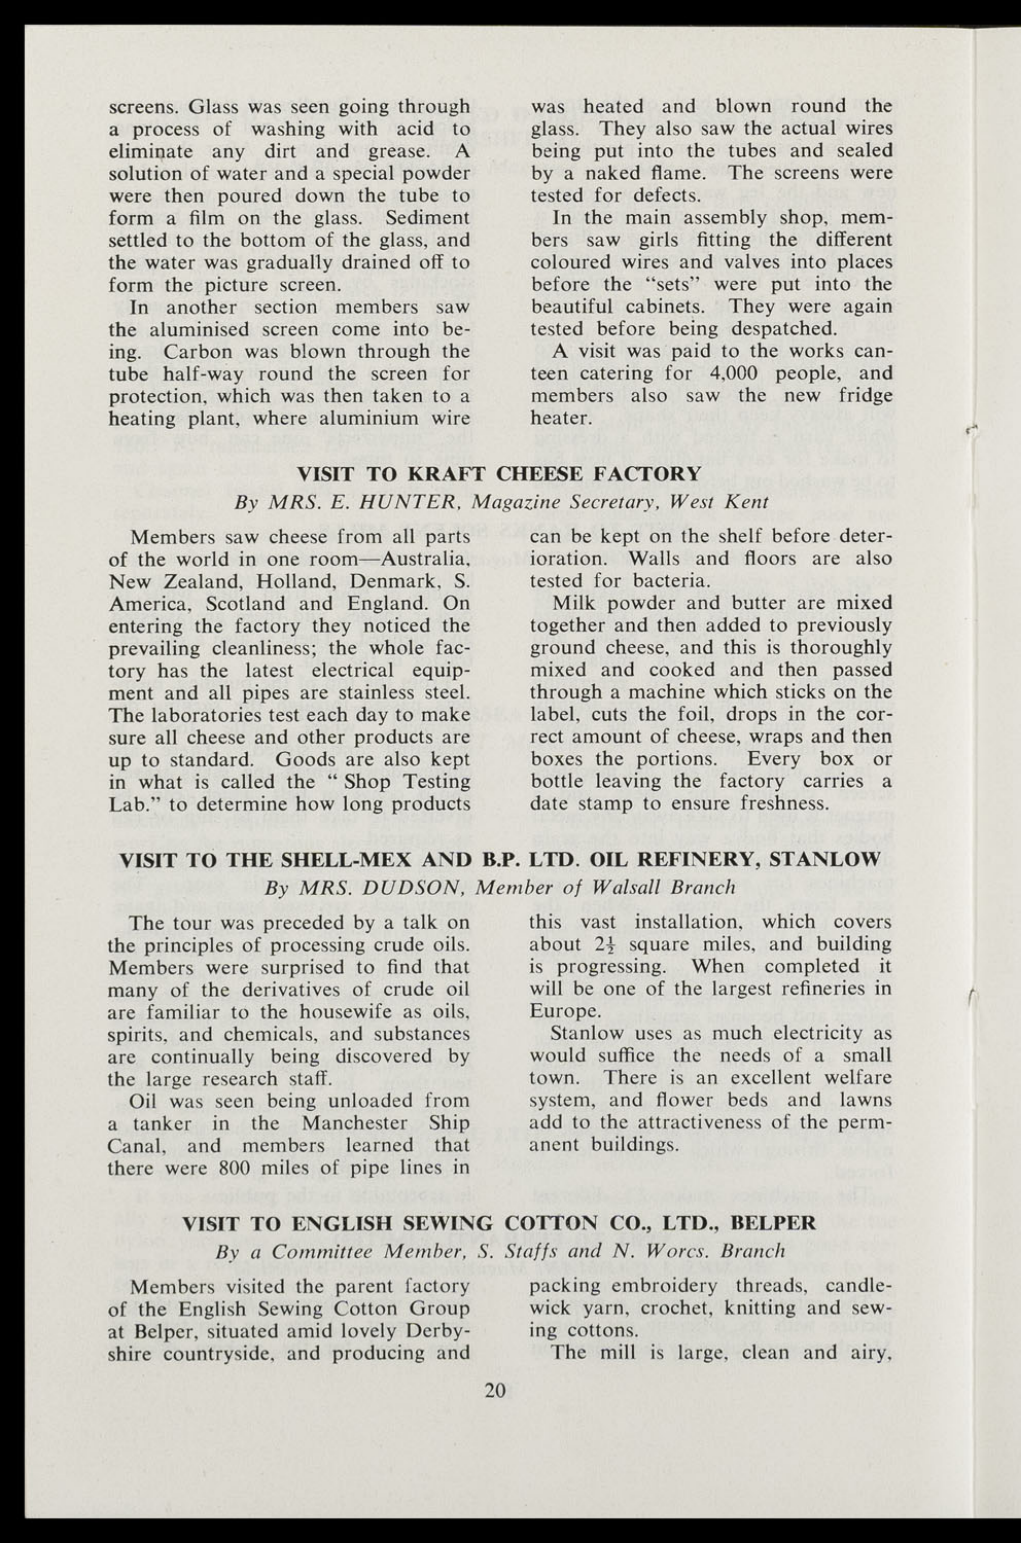 screens. Glass was seen going through
a process of washing with acid to
eliminate any dirt and grease. A
solution of water and a special powder
were then poured down the tube to
form a film on the glass. Sediment
settled to the bottom of the glass, and
the water was gradually drained off to
form the picture screen.
In another section members saw
the aluminised screen come into be-
ing. Carbon was blown through the
tube half-way round the screen for
protection, which was then taken to a
heating plant, where aluminium wire
was heated and blown round the
glass. They also saw the actual wires
being put into the tubes and sealed
by a naked flame. The screens were
tested for defects.
In the main assembly shop, mem-
bers saw girls fitting the different
coloured wires and valves into places
before the “sets” were put into the
beautiful cabinets. They were again
tested before being despatched.
A visit was paid to the works can-
teen catering for 4,000 people, and
members also saw the new fridge
heater.
VISIT TO KRAFT CHEESE FACTORY
By MRS. E. HUNTER, Magazine Secretary, West Kent
Members saw cheese from all parts
of the world in one room—Australia,
New Zealand, Holland, Denmark, S.
America, Scotland and England. On
entering the factory they noticed the
prevailing cleanliness; the whole fac-
tory has the latest electrical equip-
ment and all pipes are stainless steel.
The laboratories test each day to make
sure all cheese and other products are
up to standard. Goods are also kept
in what is called the “ Shop Testing
Lab.” to determine how long products
can be kept on the shelf before deter-
ioration. Walls and floors are also
tested for bacteria.
Milk powder and butter are mixed
together and then added to previously
ground cheese, and this is thoroughly
mixed and cooked and then passed
through a machine which sticks on the
label, cuts the foil, drops in the cor-
rect amount of cheese, wraps and then
boxes the portions. Every box or
bottle leaving the factory carries a
date stamp to ensure freshness.
VISIT TO THE SHELL-MEX AND B.P. LTD. OIL REFINERY, STANLOW
By MRS. DUDSON, Member of Walsall Branch
The tour was preceded by a talk on
the principles of processing crude oils.
Members were surprised to find that
many of the derivatives of crude oil
are familiar to the housewife as oils,
spirits, and chemicals, and substances
are continually being discovered by
the large research staff.
Oil was seen being unloaded from
a tanker in the Manchester Ship
Canal, and members learned that
there were 800 miles of pipe lines in
this vast installation, which covers
about 2½ square miles, and building
is progressing. When completed it
will be one of the largest refineries in
Europe.
Stanlow uses as much electricity as
would suffice the needs of a small
town. There is an excellent welfare
system, and flower beds and lawns
add to the attractiveness of the perm-
anent buildings.
VISIT TO ENGLISH SEWING COTTON CO., LTD., BELPER
By a Committee Member, S. Staffs and N. Worcs. Branch
Members visited the parent factory
of the English Sewing Cotton Group
at Belper, situated amid lovely Derby-
shire countryside, and producing and
packing embroidery threads, candle-
wick yarn, crochet, knitting and sew-
ing cottons.
The mill is large, clean and airy,
20